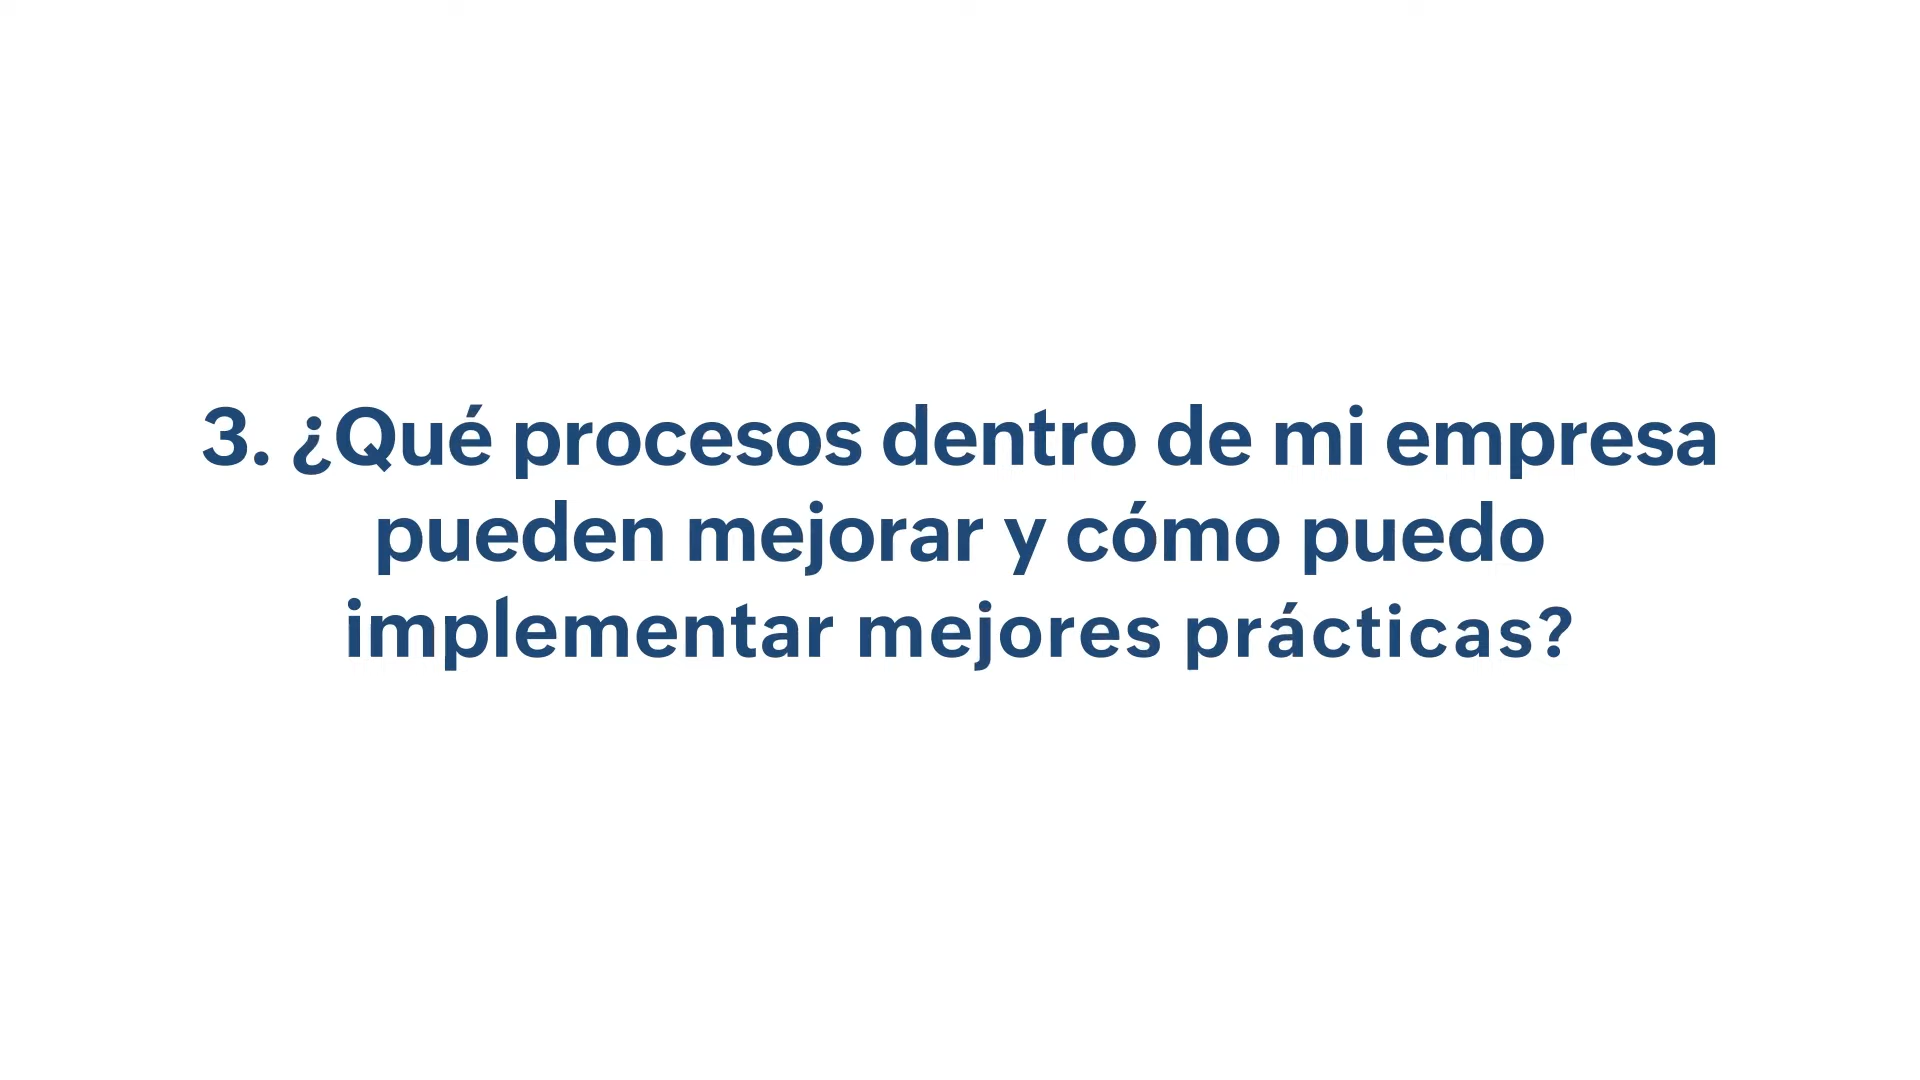 3. ¿Qué procesos dentro de mi empresa
pueden mejorar y cómo puedo
implementar mejores prácticas?